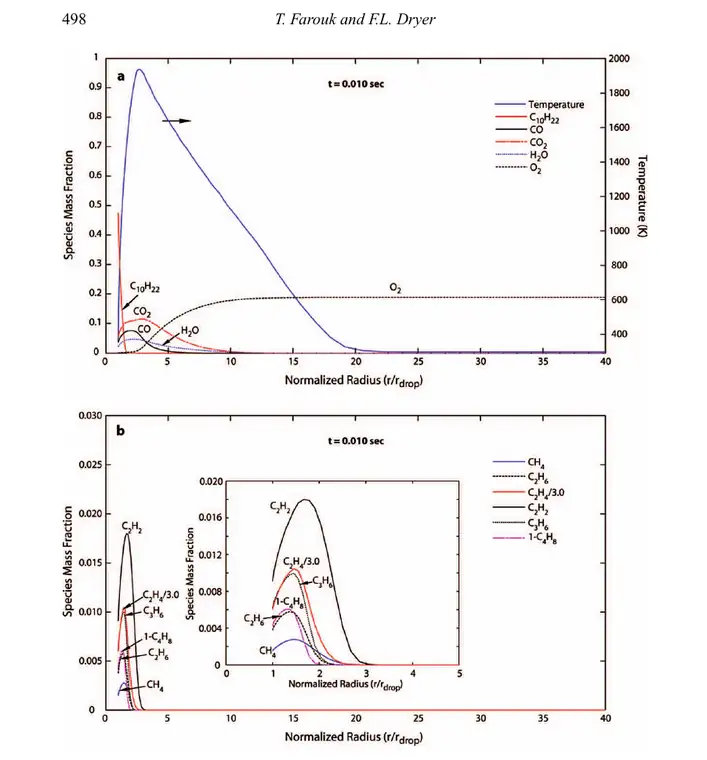 498
T. Farouk and F.L. Dryer
a
t = 0.010 sec
Temperature
C10H22
CO
CO2
H2O
O2
1
0.9
0.8
0.7
0.6
0.5
0.4
0.3
0.2
0.1
0
2000
1800
1600
1400
1200
1000
800
600
400
Species Mass Fraction
Temperature (K)
C10H22
CO2
CO
H2O
O2
0 5 10 15 20 25 30 35 40
Normalized Radius (r/rdrop)
b
t = 0.010 sec
CH4
C2H6
C2H4/3.0
C2H2
C3H6
1-C4H8
0.030
0.025
0.020
0.015
0.010
0.005
0
Species Mass Fraction
C2H2
C2H4/3.0
C3H6
1-C4H8
C2H6
CH4
0.020
0.016
0.012
0.008
0.004
0
Species Mass Fraction
C2H2
C2H4/3.0
C3H6
1-C4H8
C2H6
CH4
0 1 2 3 4 5
Normalized Radius (r/rdrop)
0 5 10 15 20 25 30 35 40
Normalized Radius (r/rdrop)